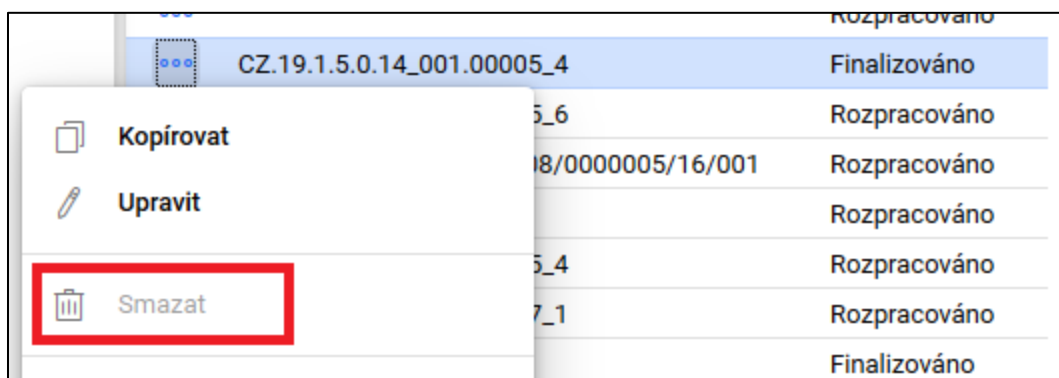 Rozpracováno
CZ.19.1.5.0.14_001.00005_4 Finalizováno
5_6 Rozpracováno
Kopírovat
08/0000005/16/001 Rozpracováno
Upravit
Rozpracováno
5_4 Rozpracováno
Smazat
7_1 Rozpracováno
Finalizováno